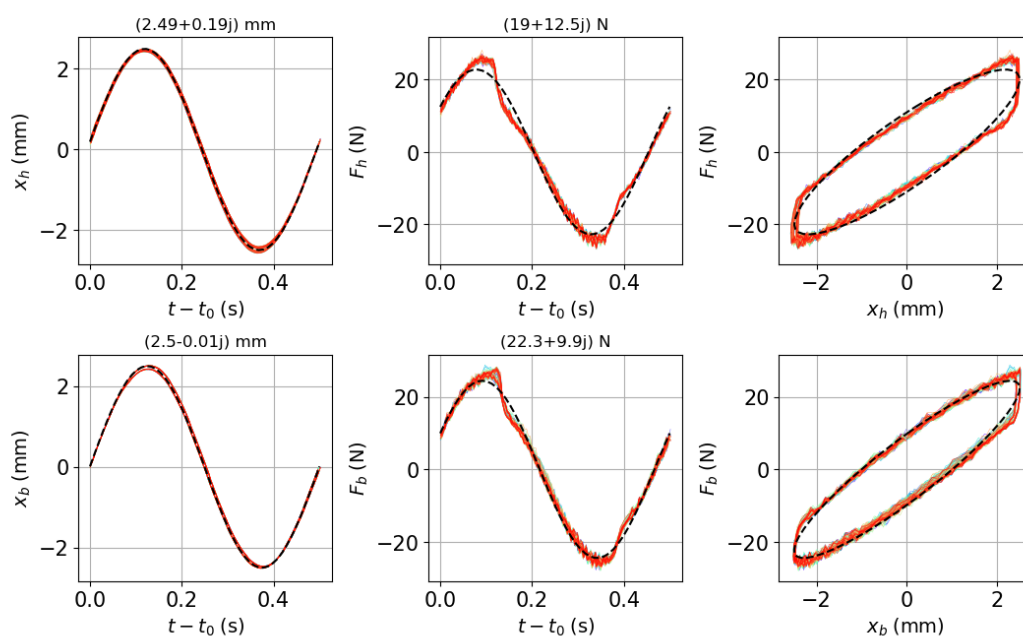 (2.49+0.19j) mm
x_h (mm)
2
0
−2
0.0 0.2 0.4
t − t_0 (s)
(19+12.5j) N
F_h (N)
20
0
−20
0.0 0.2 0.4
t − t_0 (s)
F_h (N)
20
0
−20
−2 0 2
x_h (mm)
(2.5-0.01j) mm
x_b (mm)
2
0
−2
0.0 0.2 0.4
t − t_0 (s)
(22.3+9.9j) N
F_b (N)
20
0
−20
0.0 0.2 0.4
t − t_0 (s)
F_b (N)
20
0
−20
−2 0 2
x_b (mm)